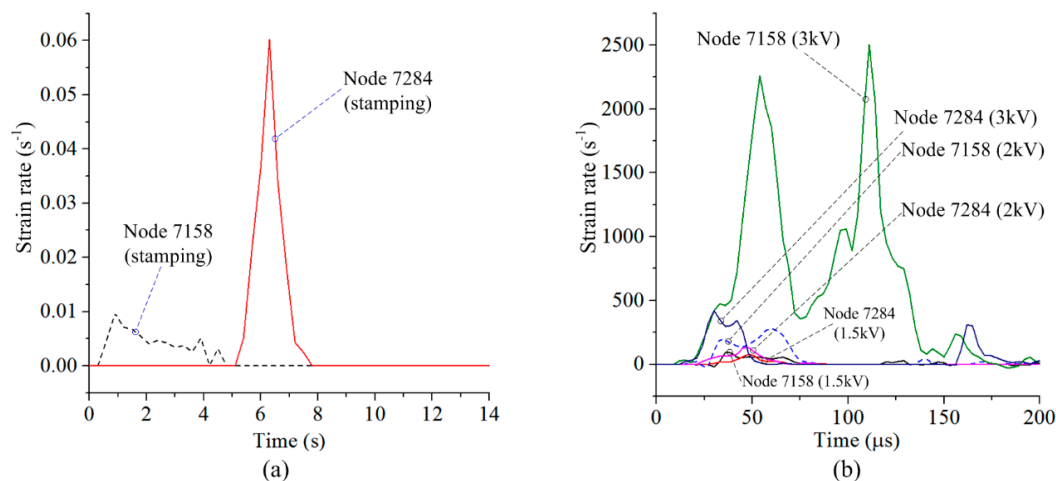 0.06
0.05
0.04
0.03
0.02
0.01
0.00
Strain rate (s⁻¹)
Node 7284
(stamping)
Node 7158
(stamping)
0 2 4 6 8 10 12 14
Time (s)
(a)
2500
2000
1500
1000
500
0
Strain rate (s⁻¹)
Node 7158 (3kV)
Node 7284 (3kV)
Node 7158 (2kV)
Node 7284 (2kV)
Node 7284
(1.5kV)
Node 7158 (1.5kV)
0 50 100 150 200
Time (μs)
(b)